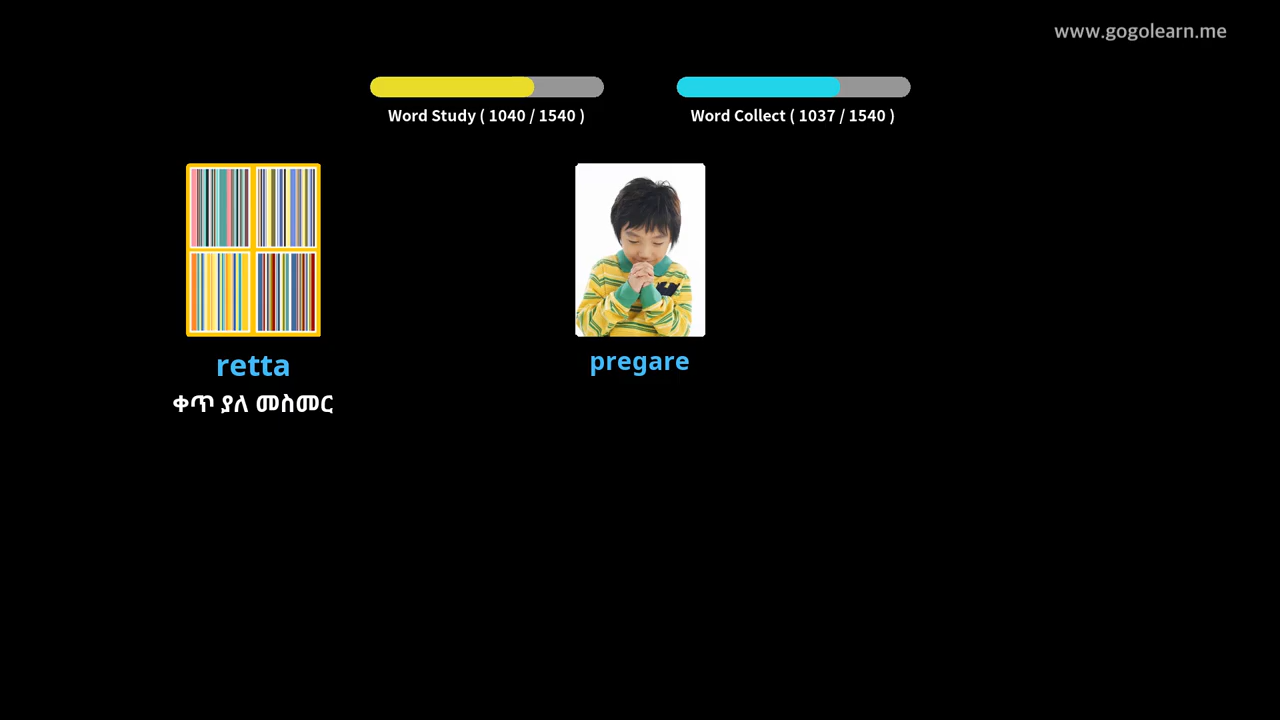 www.gogolearn.me
Word Study ( 1040 / 1540 )
Word Collect ( 1037 / 1540 )
retta
ቀጥ ያለ መስመር
pregare